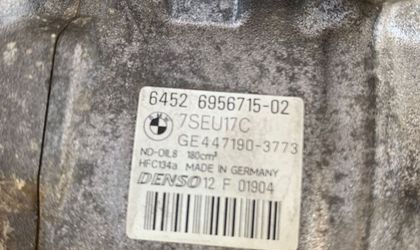 6452 6956715-02
7SEU17C
GE447190-3773
ND-OIL8 180cm³
HFC134a MADE IN GERMANY
DENSO 12 F 01904